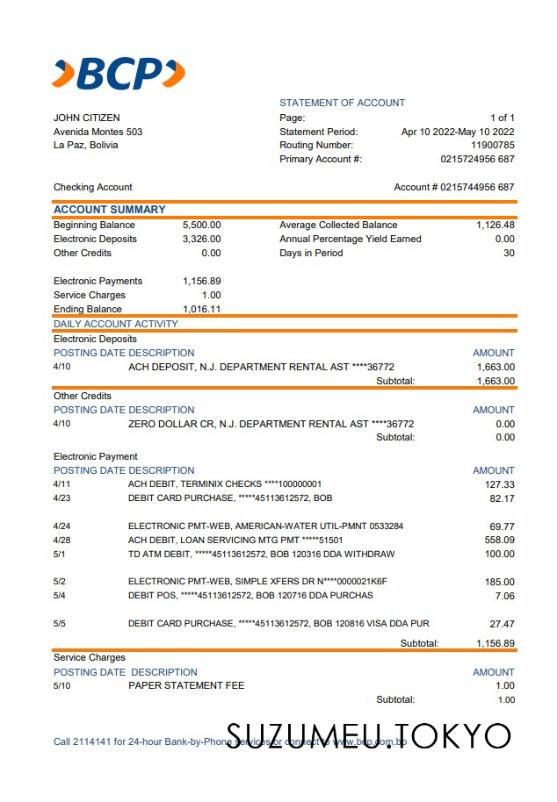 BCP
STATEMENT OF ACCOUNT
JOHN CITIZEN Page: 1 of 1
Avenida Montes 503 Statement Period: Apr 10 2022-May 10 2022
La Paz, Bolivia Routing Number: 11900785
Primary Account #: 0215724956 687
Checking Account Account # 0215744956 687
ACCOUNT SUMMARY
Beginning Balance 5,500.00 Average Collected Balance 1,126.48
Electronic Deposits 3,326.00 Annual Percentage Yield Earned 0.00
Other Credits 0.00 Days in Period 30
Electronic Payments 1,156.89
Service Charges 1.00
Ending Balance 1,016.11
DAILY ACCOUNT ACTIVITY
Electronic Deposits
POSTING DATE DESCRIPTION AMOUNT
4/10 ACH DEPOSIT, N.J. DEPARTMENT RENTAL AST ****36772 1,663.00
Subtotal: 1,663.00
Other Credits
POSTING DATE DESCRIPTION AMOUNT
4/10 ZERO DOLLAR CR, N.J. DEPARTMENT RENTAL AST ****36772 0.00
Subtotal: 0.00
Electronic Payment
POSTING DATE DESCRIPTION AMOUNT
4/11 ACH DEBIT, TERMINIX CHECKS ****100000001 127.33
4/23 DEBIT CARD PURCHASE, *****45113612572, BOB 82.17
4/24 ELECTRONIC PMT-WEB, AMERICAN-WATER UTIL-PMNT 0533284 69.77
4/28 ACH DEBIT, LOAN SERVICING MTG PMT *****51501 558.09
5/1 TD ATM DEBIT, *****45113612572, BOB 120316 DDA WITHDRAW 100.00
5/2 ELECTRONIC PMT-WEB, SIMPLE XFERS DR N****0000021K6F 185.00
5/4 DEBIT POS, *****45113612572, BOB 120716 DDA PURCHAS 7.06
5/5 DEBIT CARD PURCHASE, *****45113612572, BOB 120816 VISA DDA PUR 27.47
Subtotal: 1,156.89
Service Charges
POSTING DATE DESCRIPTION AMOUNT
5/10 PAPER STATEMENT FEE 1.00
Subtotal: 1.00
Call 2114141 for 24-hour Bank-by-Phone services or connect to www.bcp.com.bo
SUZUMEU.TOKYO